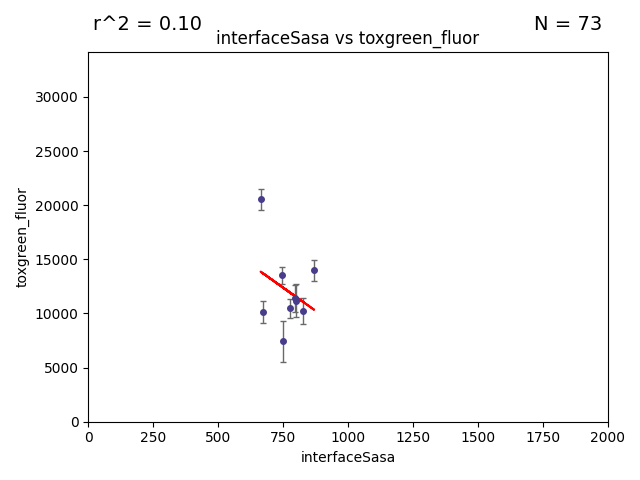 r^2 = 0.10
N = 73
interfaceSasa vs toxgreen_fluor
30000
25000
20000
15000
10000
5000
0
toxgreen_fluor
0 250 500 750 1000 1250 1500 1750 2000
interfaceSasa